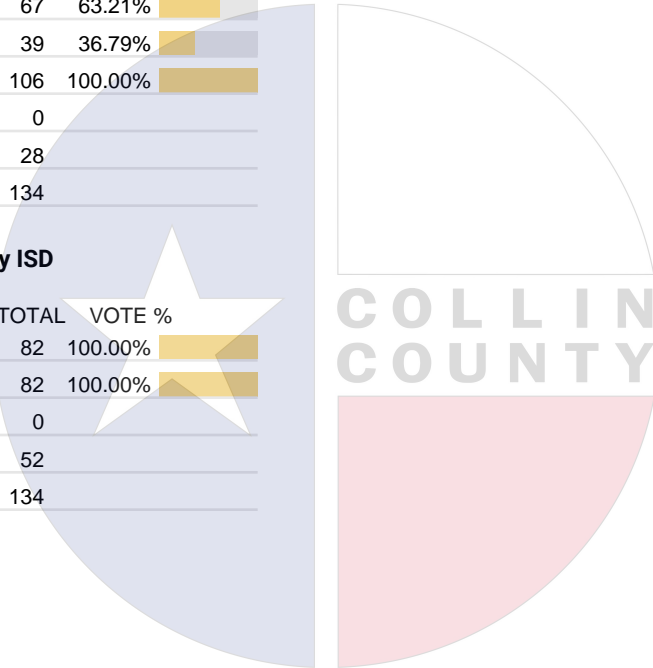 67 63.21%
39 36.79%
106 100.00%
0
28
134
y ISD
TOTAL VOTE %
82 100.00%
82 100.00%
0
52
134
COLLIN
COUNTY